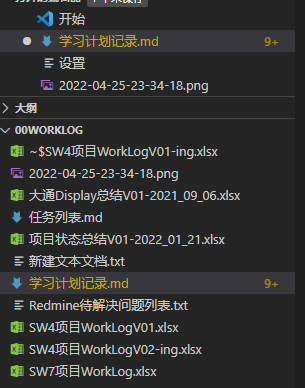 开始
学习计划记录.md 9+
设置
2022-04-25-23-34-18.png
大纲
00WORKLOG
~$SW4项目WorkLogV01-ing.xlsx
2022-04-25-23-34-18.png
大通Display总结V01-2021_09_06.xlsx
任务列表.md
项目状态总结V01-2022_01_21.xlsx
新建文本文档.txt
学习计划记录.md 9+
Redmine待解决问题列表.txt
SW4项目WorkLogV01.xlsx
SW4项目WorkLogV02-ing.xlsx
SW7项目WorkLog.xlsx